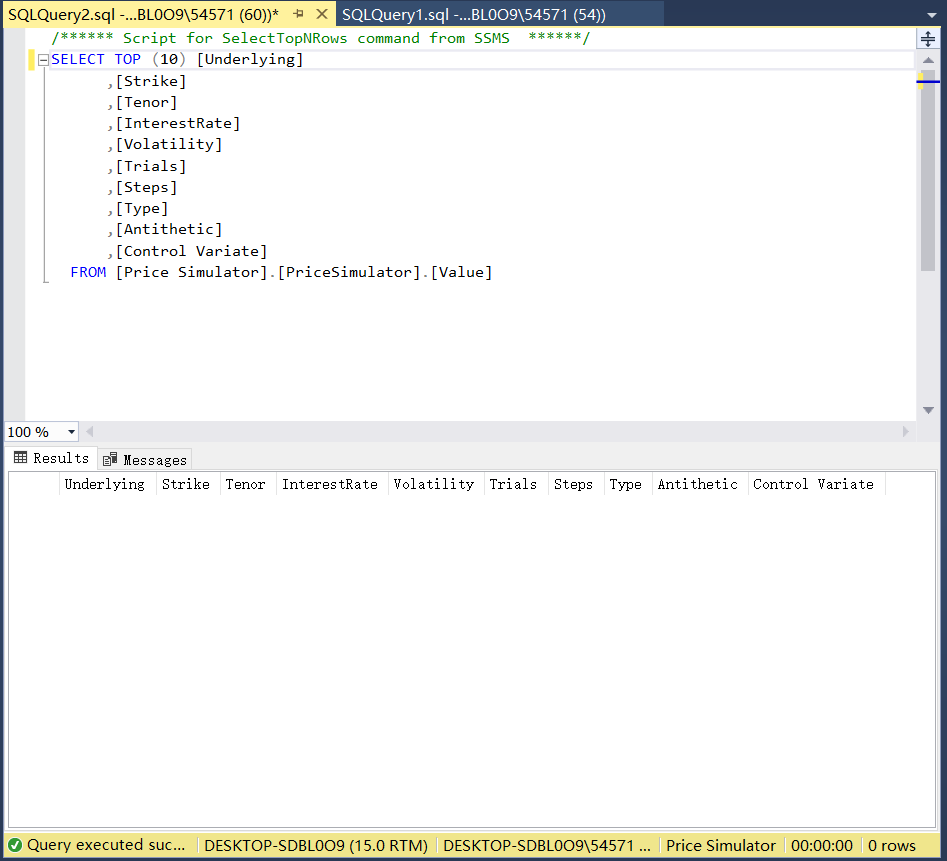 SQLQuery2.sql -...BL0O9\54571 (60))* SQLQuery1.sql -...BL0O9\54571 (54))
/****** Script for SelectTopNRows command from SSMS  ******/
SELECT TOP (10) [Underlying]
,[Strike]
,[Tenor]
,[InterestRate]
,[Volatility]
,[Trials]
,[Steps]
,[Type]
,[Antithetic]
,[Control Variate]
FROM [Price Simulator].[PriceSimulator].[Value]
100 %
Results Messages
Underlying Strike Tenor InterestRate Volatility Trials Steps Type Antithetic Control Variate
Query executed suc... DESKTOP-SDBL0O9 (15.0 RTM) DESKTOP-SDBL0O9\54571 ... Price Simulator 00:00:00 0 rows